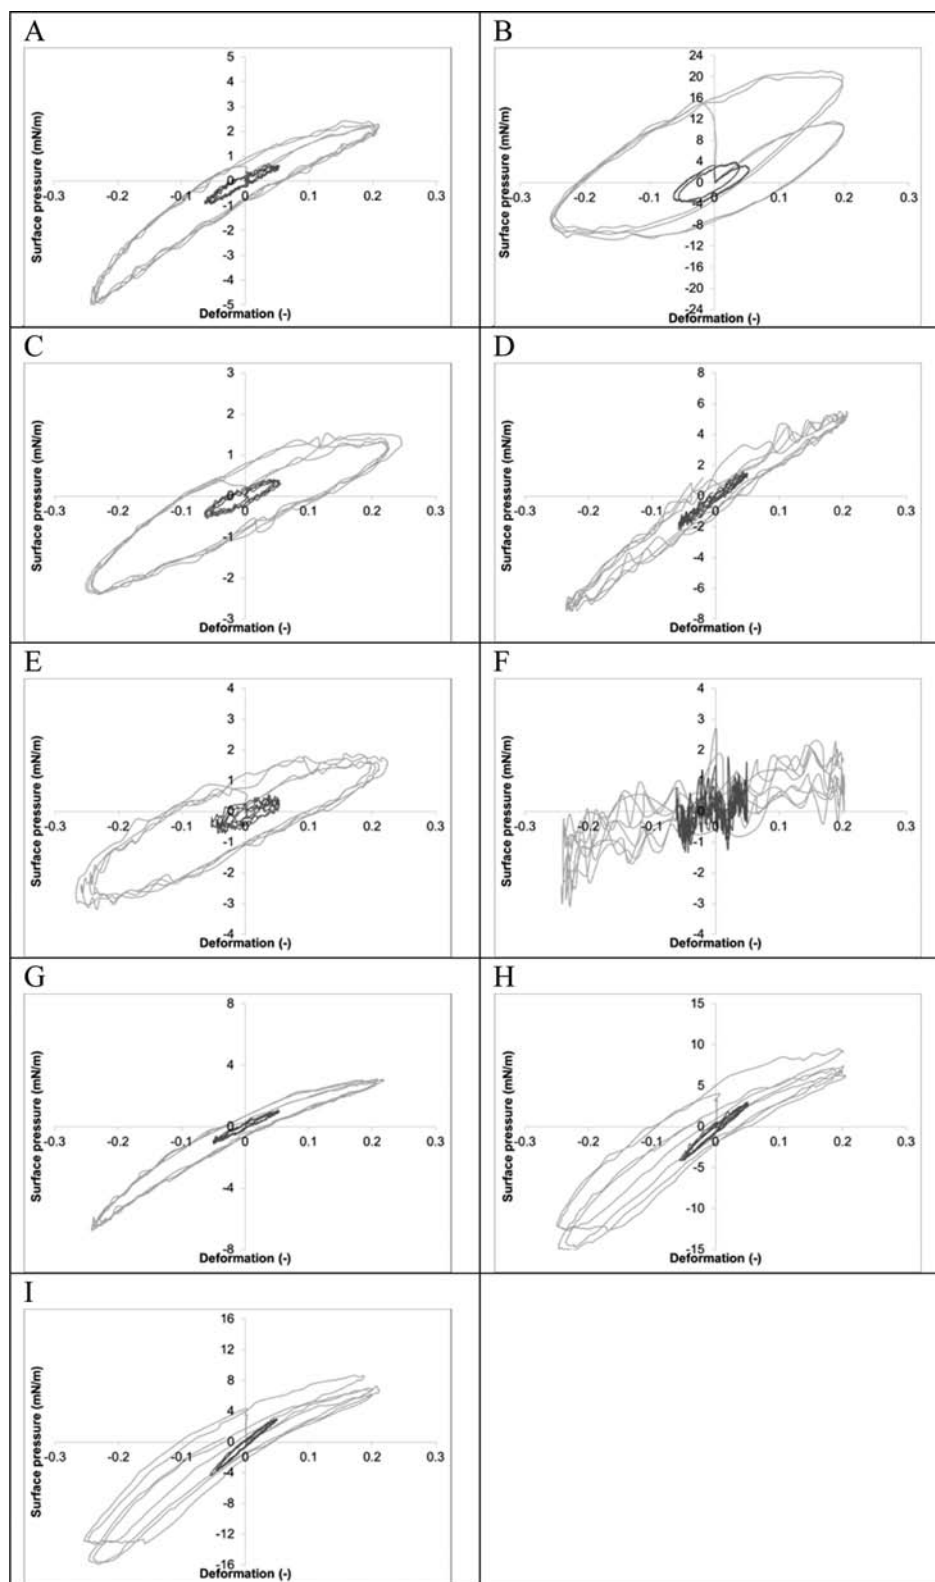 A
Surface pressure (mN/m)
5
4
3
2
1
0
-1
-2
-3
-4
-5
-0.3 -0.2 -0.1 0 0.1 0.2 0.3
Deformation (-)
B
Surface pressure (mN/m)
24
20
16
12
8
4
0
-4
-8
-12
-16
-20
-24
-0.3 -0.2 -0.1 0 0.1 0.2 0.3
Deformation (-)
C
Surface pressure (mN/m)
3
2
1
0
-1
-2
-3
-0.3 -0.2 -0.1 0 0.1 0.2 0.3
Deformation (-)
D
Surface pressure (mN/m)
8
6
4
2
0
-2
-4
-6
-8
-0.3 -0.2 -0.1 0 0.1 0.2 0.3
Deformation (-)
E
Surface pressure (mN/m)
4
3
2
1
0
-1
-2
-3
-4
-0.3 -0.2 -0.1 0 0.1 0.2 0.3
Deformation (-)
F
Surface pressure (mN/m)
4
3
2
1
0
-1
-2
-3
-4
-0.3 -0.2 -0.1 0 0.1 0.2 0.3
Deformation (-)
G
Surface pressure (mN/m)
8
4
0
-4
-8
-0.3 -0.2 -0.1 0 0.1 0.2 0.3
Deformation (-)
H
Surface pressure (mN/m)
15
10
5
0
-5
-10
-15
-0.3 -0.2 -0.1 0 0.1 0.2 0.3
Deformation (-)
I
Surface pressure (mN/m)
16
12
8
4
0
-4
-8
-12
-16
-0.3 -0.2 -0.1 0 0.1 0.2 0.3
Deformation (-)